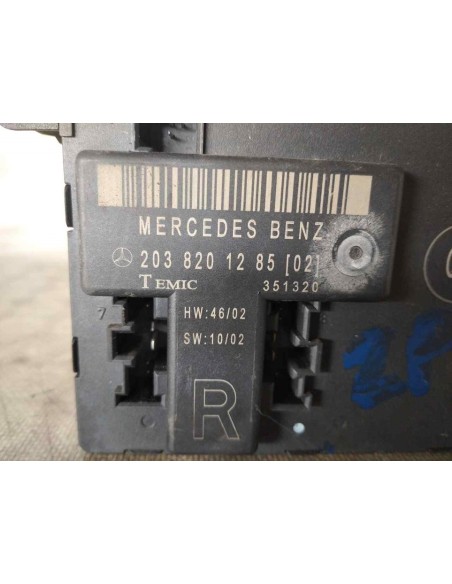 MERCEDES BENZ
203 820 12 85 [02]
TEMIC 351320
HW:46/02
7
SW:10/02
R